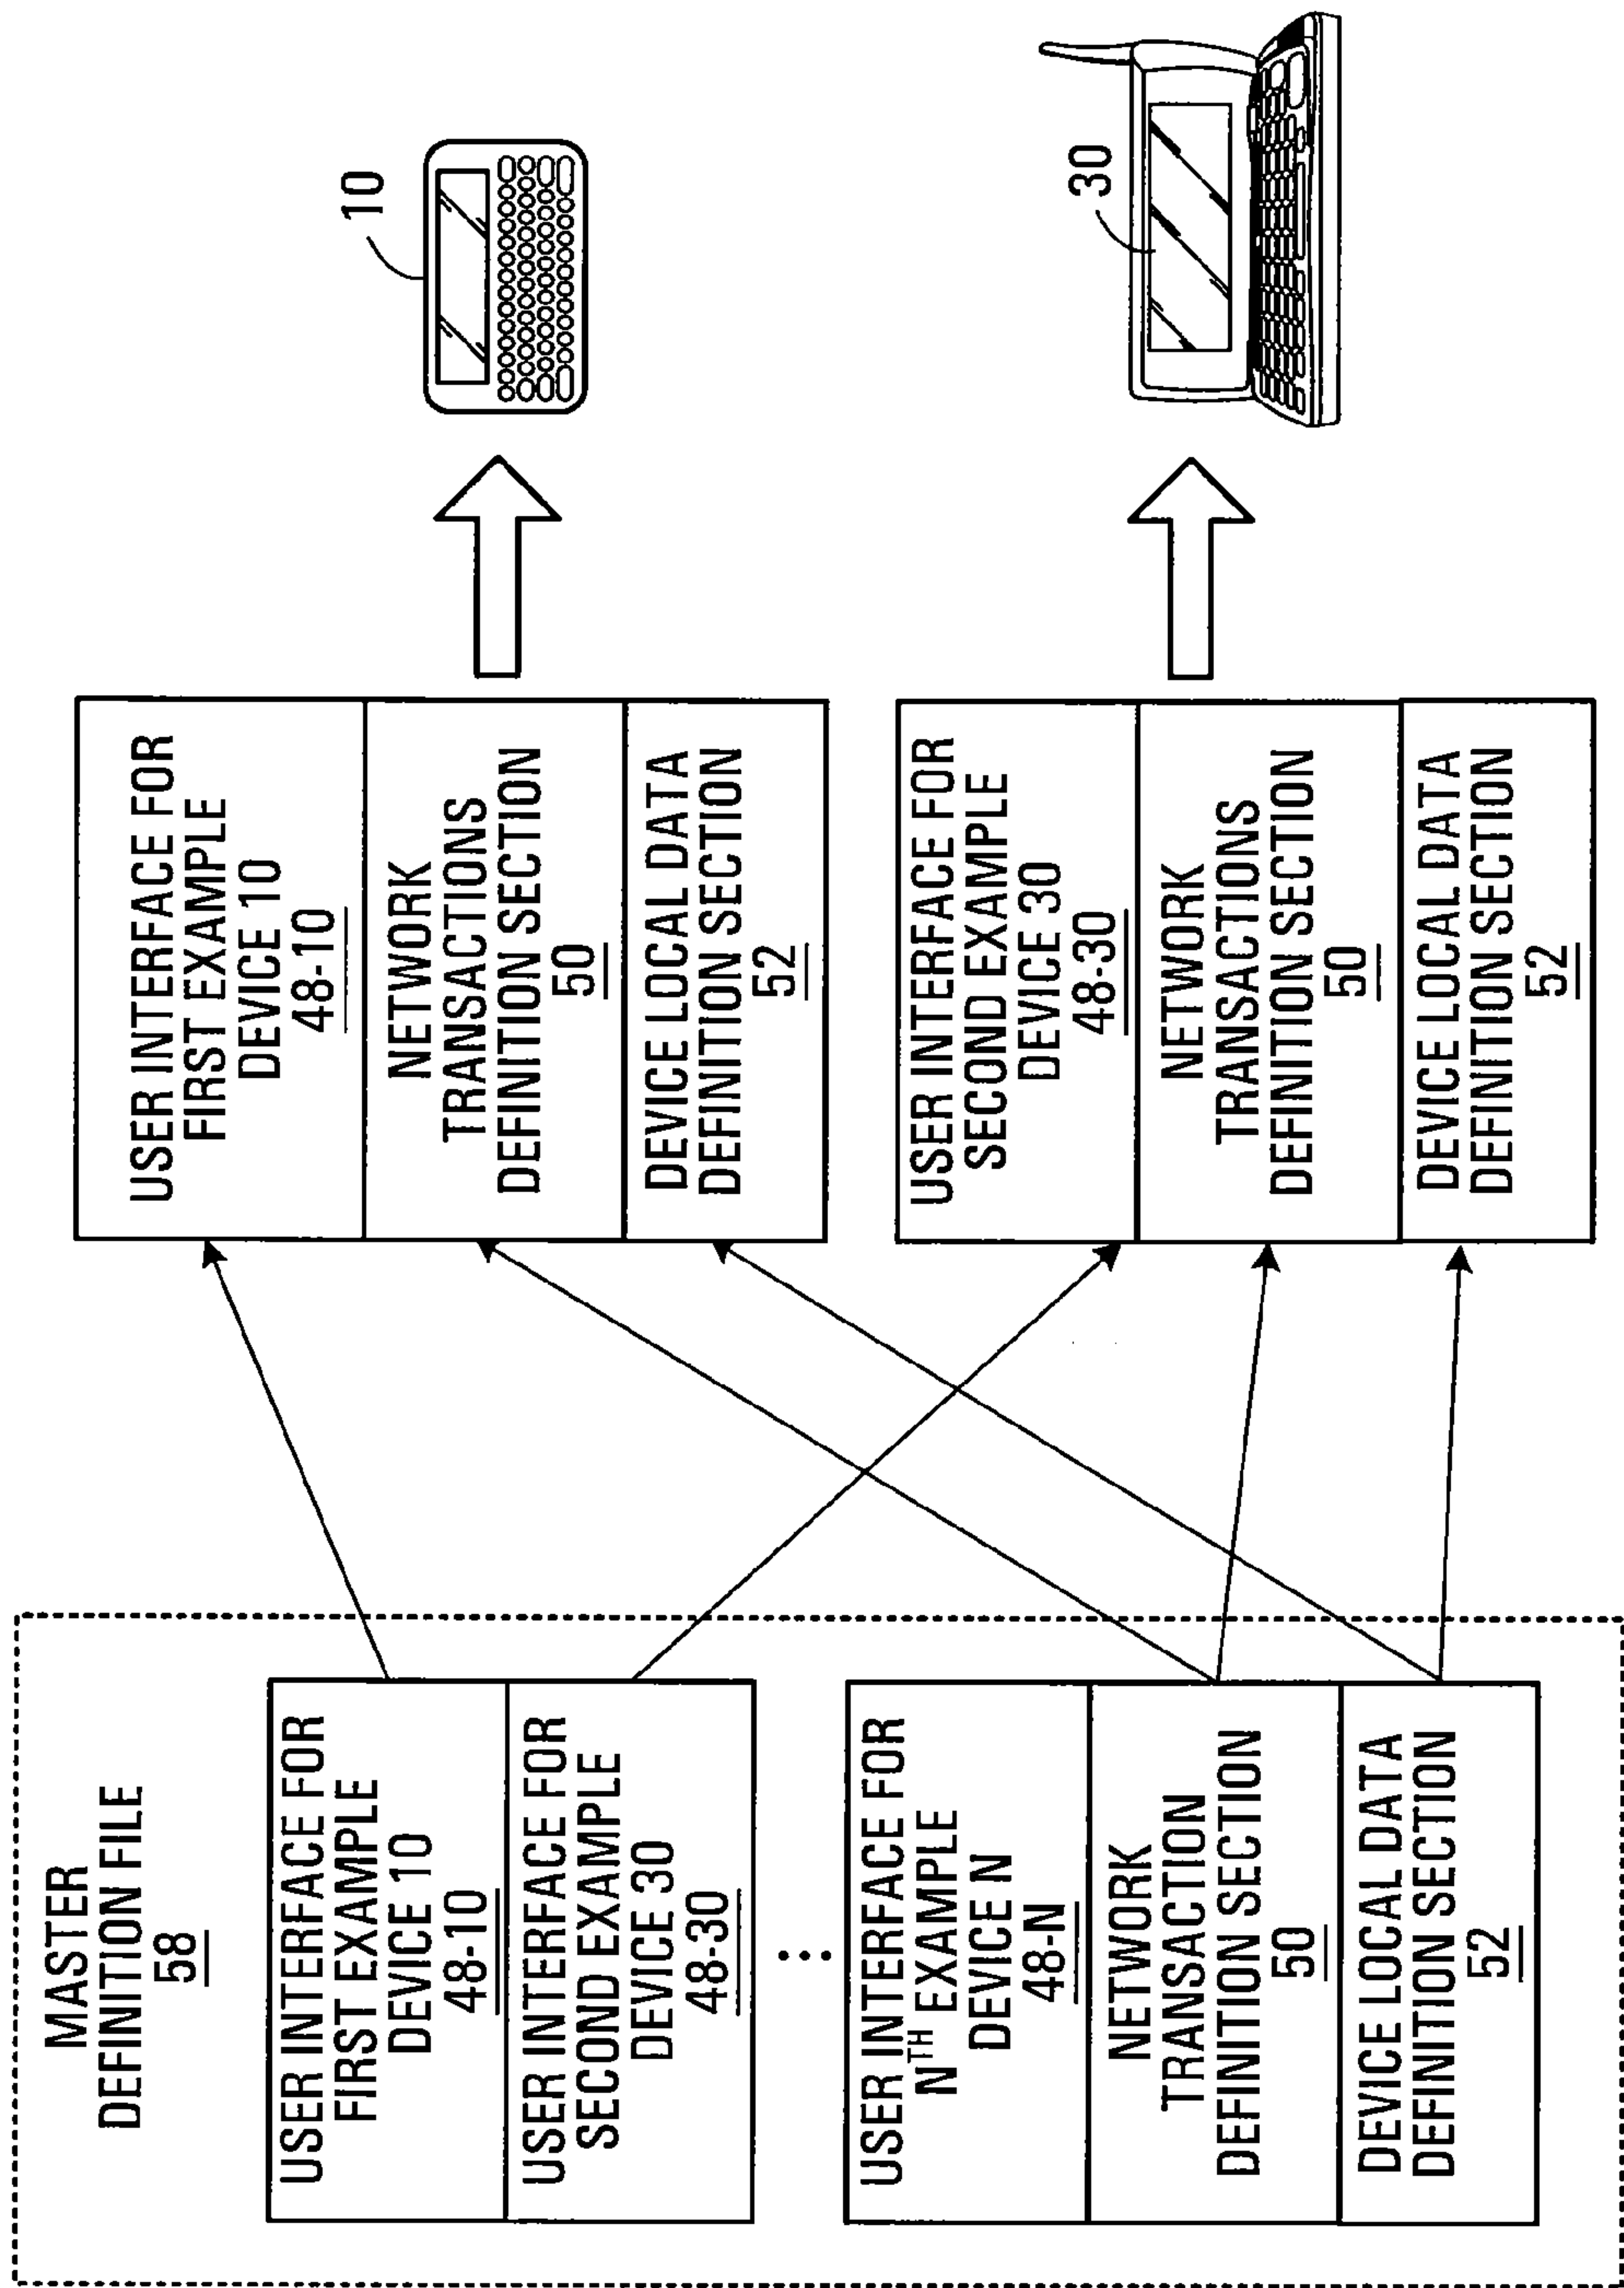 MASTER
DEFINITION FILE
58
USER INTERFACE FOR
FIRST EXAMPLE
DEVICE 10
48-10
USER INTERFACE FOR
SECOND EXAMPLE
DEVICE 30
48-30
USER INTERFACE FOR
NTH EXAMPLE
DEVICE N
48-N
NETWORK
TRANSACTION
DEFINITION SECTION
50
DEVICE LOCAL DATA
DEFINITION SECTION
52
USER INTERFACE FOR
FIRST EXAMPLE
DEVICE 10
48-10
NETWORK
TRANSACTIONS
DEFINITION SECTION
50
DEVICE LOCAL DATA
DEFINITION SECTION
52
USER INTERFACE FOR
SECOND EXAMPLE
DEVICE 30
48-30
NETWORK
TRANSACTIONS
DEFINITION SECTION
50
DEVICE LOCAL DATA
DEFINITION SECTION
52
10
30